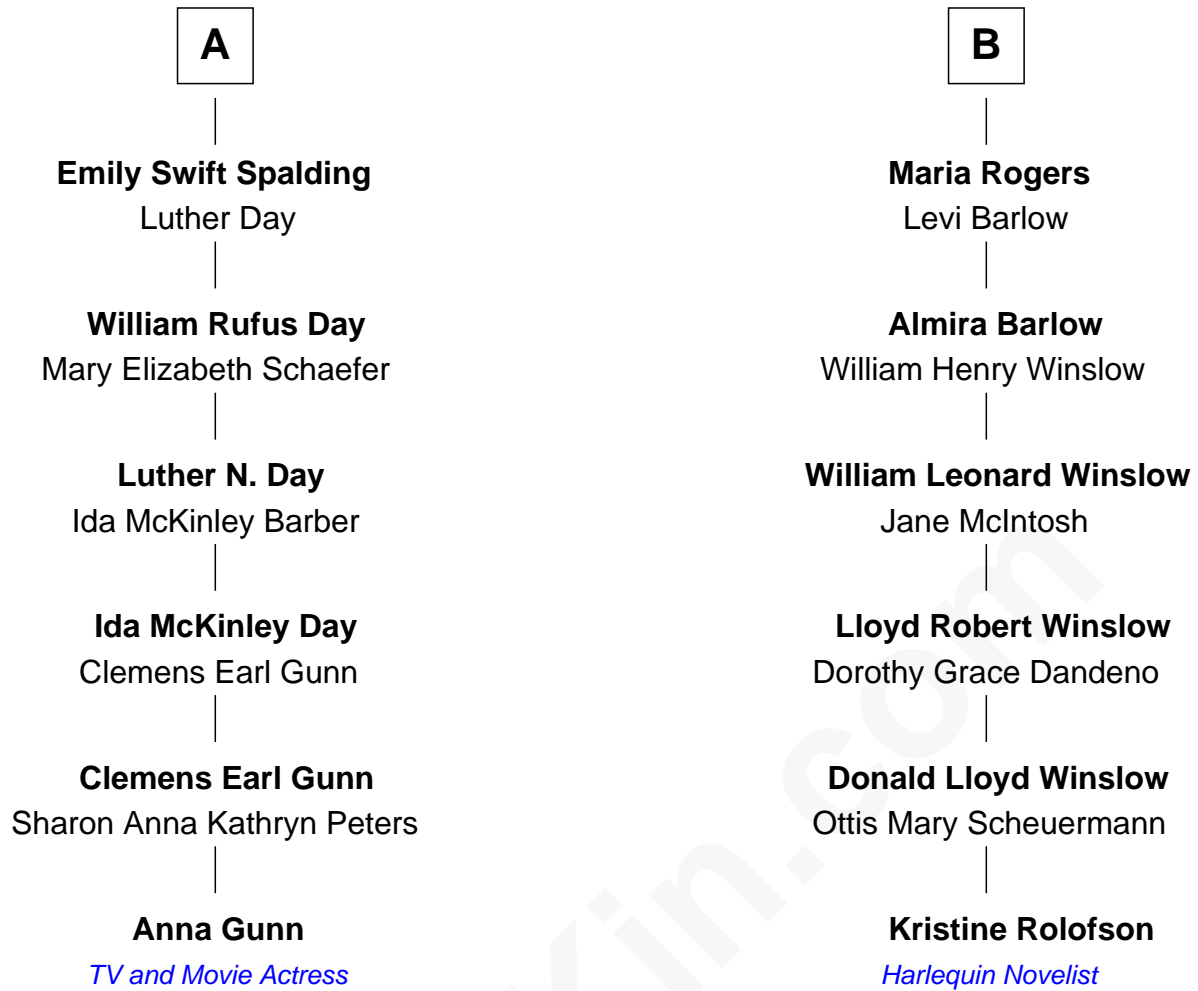 A
Emily Swift Spalding
Luther Day
William Rufus Day
Mary Elizabeth Schaefer
Luther N. Day
Ida McKinley Barber
Ida McKinley Day
Clemens Earl Gunn
Clemens Earl Gunn
Sharon Anna Kathryn Peters
Anna Gunn
TV and Movie Actress
B
Maria Rogers
Levi Barlow
Almira Barlow
William Henry Winslow
William Leonard Winslow
Jane McIntosh
Lloyd Robert Winslow
Dorothy Grace Dandeno
Donald Lloyd Winslow
Ottis Mary Scheuermann
Kristine Rolofson
Harlequin Novelist
Kin.com